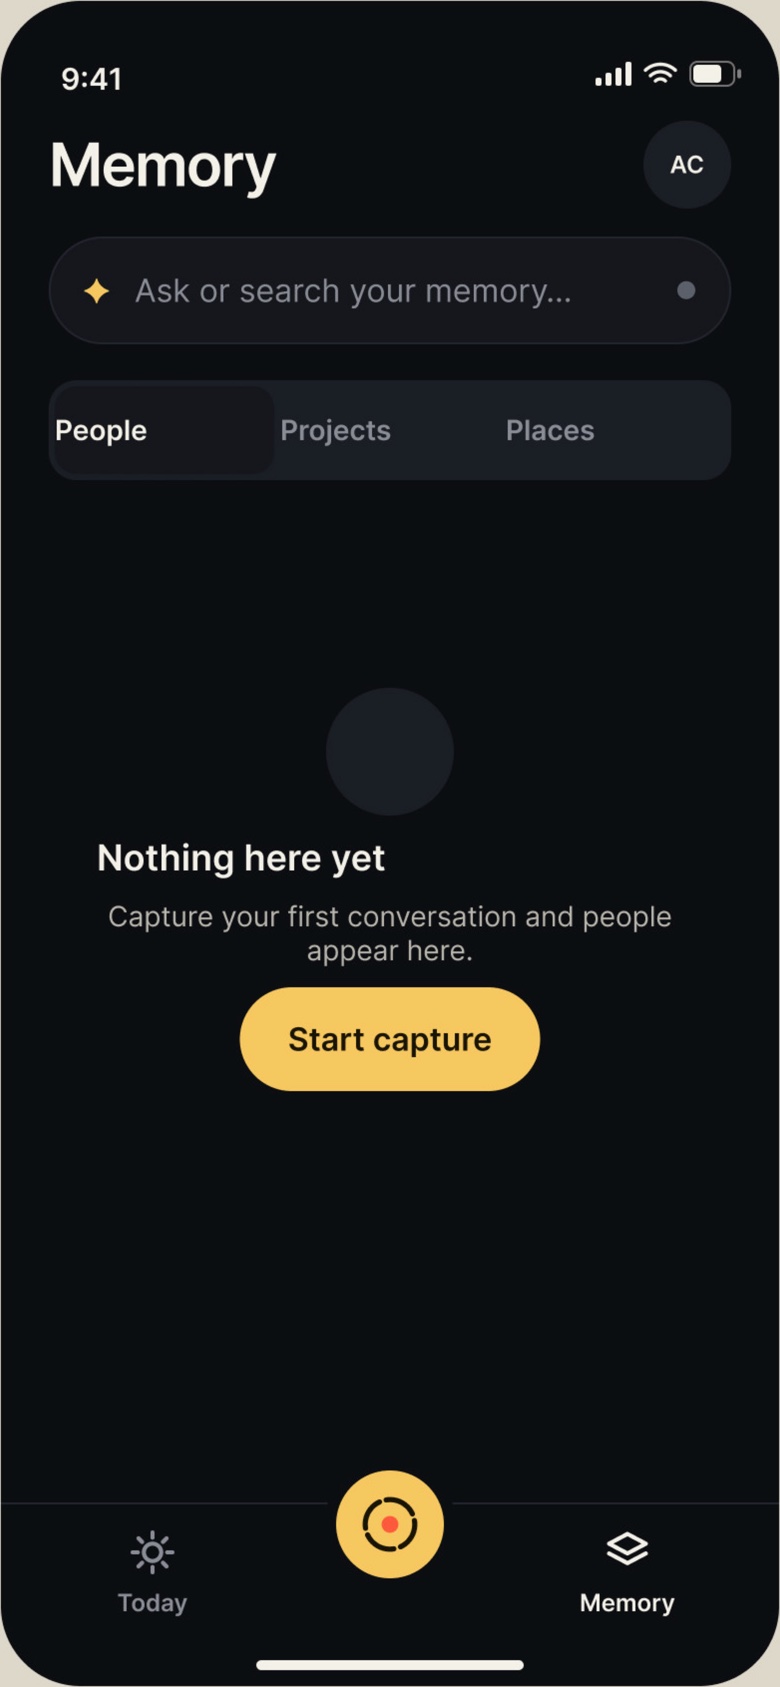 9:41
Memory
AC
Ask or search your memory...
People
Projects
Places
Nothing here yet
Capture your first conversation and people
appear here.
Start capture
Today
Memory